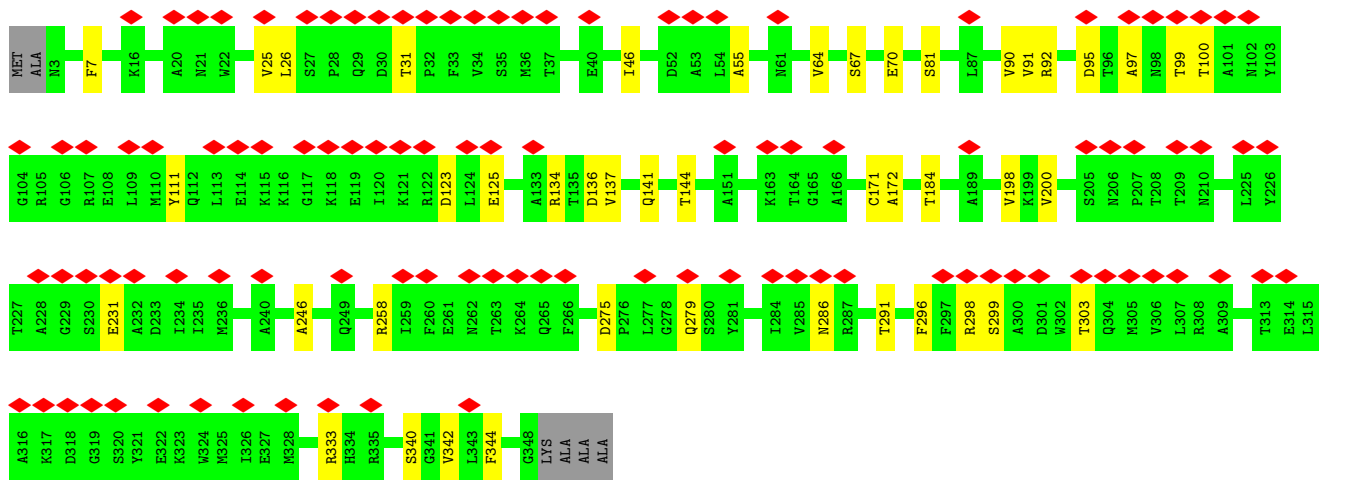 MET ALA N3 F7 K16 A20 N21 W22 V25 L26 S27 P28 Q29 D30 T31 P32 F33 V34 S35 M36 T37 E40 I46 D52 A53 L54 A55 N61 V64 S67 E70 S81 L87 V90 V91 R92 D95 T96 A97 N98 T99 T100 A101 N102 Y103
G104 R105 G106 R107 E108 L109 M110 Y111 Q112 L113 E114 K115 K116 G117 K118 E119 I120 K121 R122 D123 L124 E125 A133 R134 T135 D136 V137 Q141 T144 A151 K163 T164 G165 A166 C171 A172 T184 A189 V198 K199 V200 S205 N206 P207 T208 T209 N210 L225 Y226
T227 A228 G229 S230 E231 A232 D233 I234 I235 M236 A240 A246 Q249 R258 I259 F260 E261 N262 T263 K264 Q265 F266 D275 P276 L277 G278 Q279 S280 Y281 I284 V285 N286 R287 T291 F296 F297 R298 S299 A300 D301 W302 T303 Q304 M305 V306 L307 R308 A309 T313 E314 L315
A316 K317 D318 G319 S320 Y321 E322 K323 W324 M325 I326 E327 M328 R333 H334 R335 S340 G341 V342 L343 F344 G348 LYS ALA ALA ALA